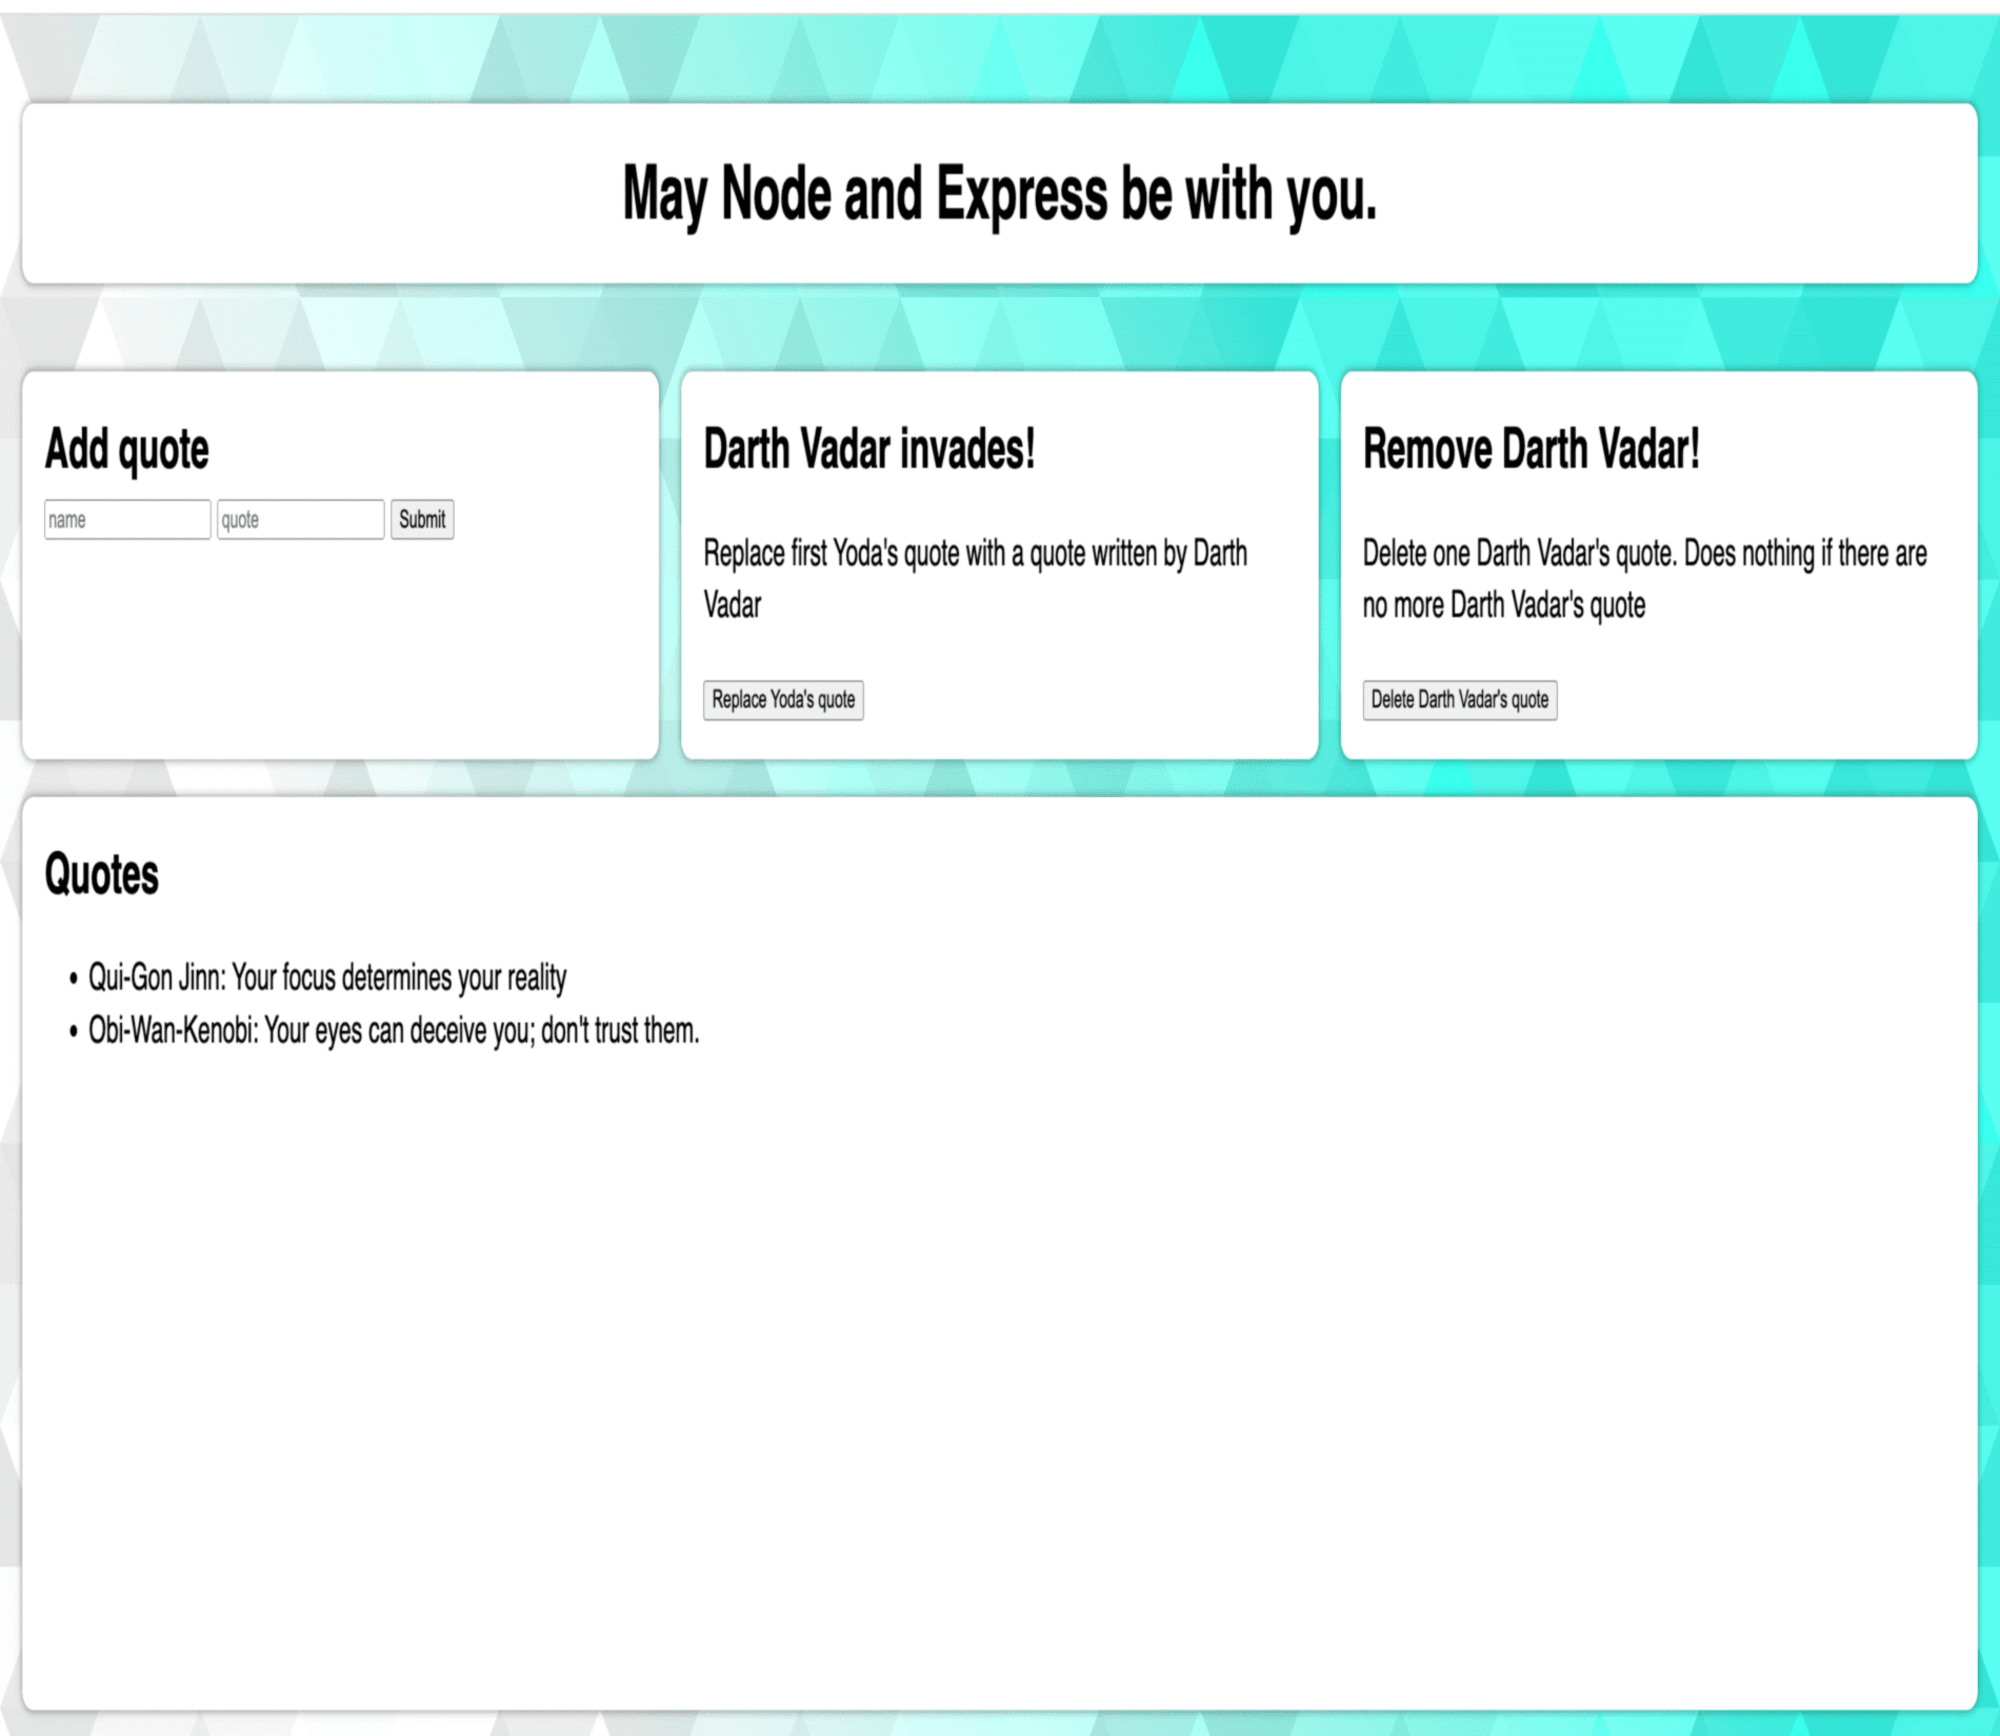 May Node and Express be with you.
Add quote
name quote Submit
Darth Vadar invades!
Replace first Yoda's quote with a quote written by Darth
Vadar
Replace Yoda's quote
Remove Darth Vadar!
Delete one Darth Vadar's quote. Does nothing if there are
no more Darth Vadar's quote
Delete Darth Vadar's quote
Quotes
• Qui-Gon Jinn: Your focus determines your reality
• Obi-Wan-Kenobi: Your eyes can deceive you; don't trust them.